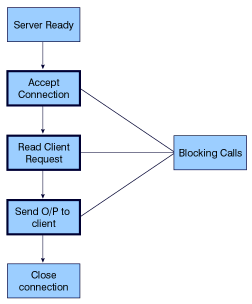 Server Ready
Accept
Connection
Read Client
Request
Blocking Calls
Send O/P to
client
Close
connection